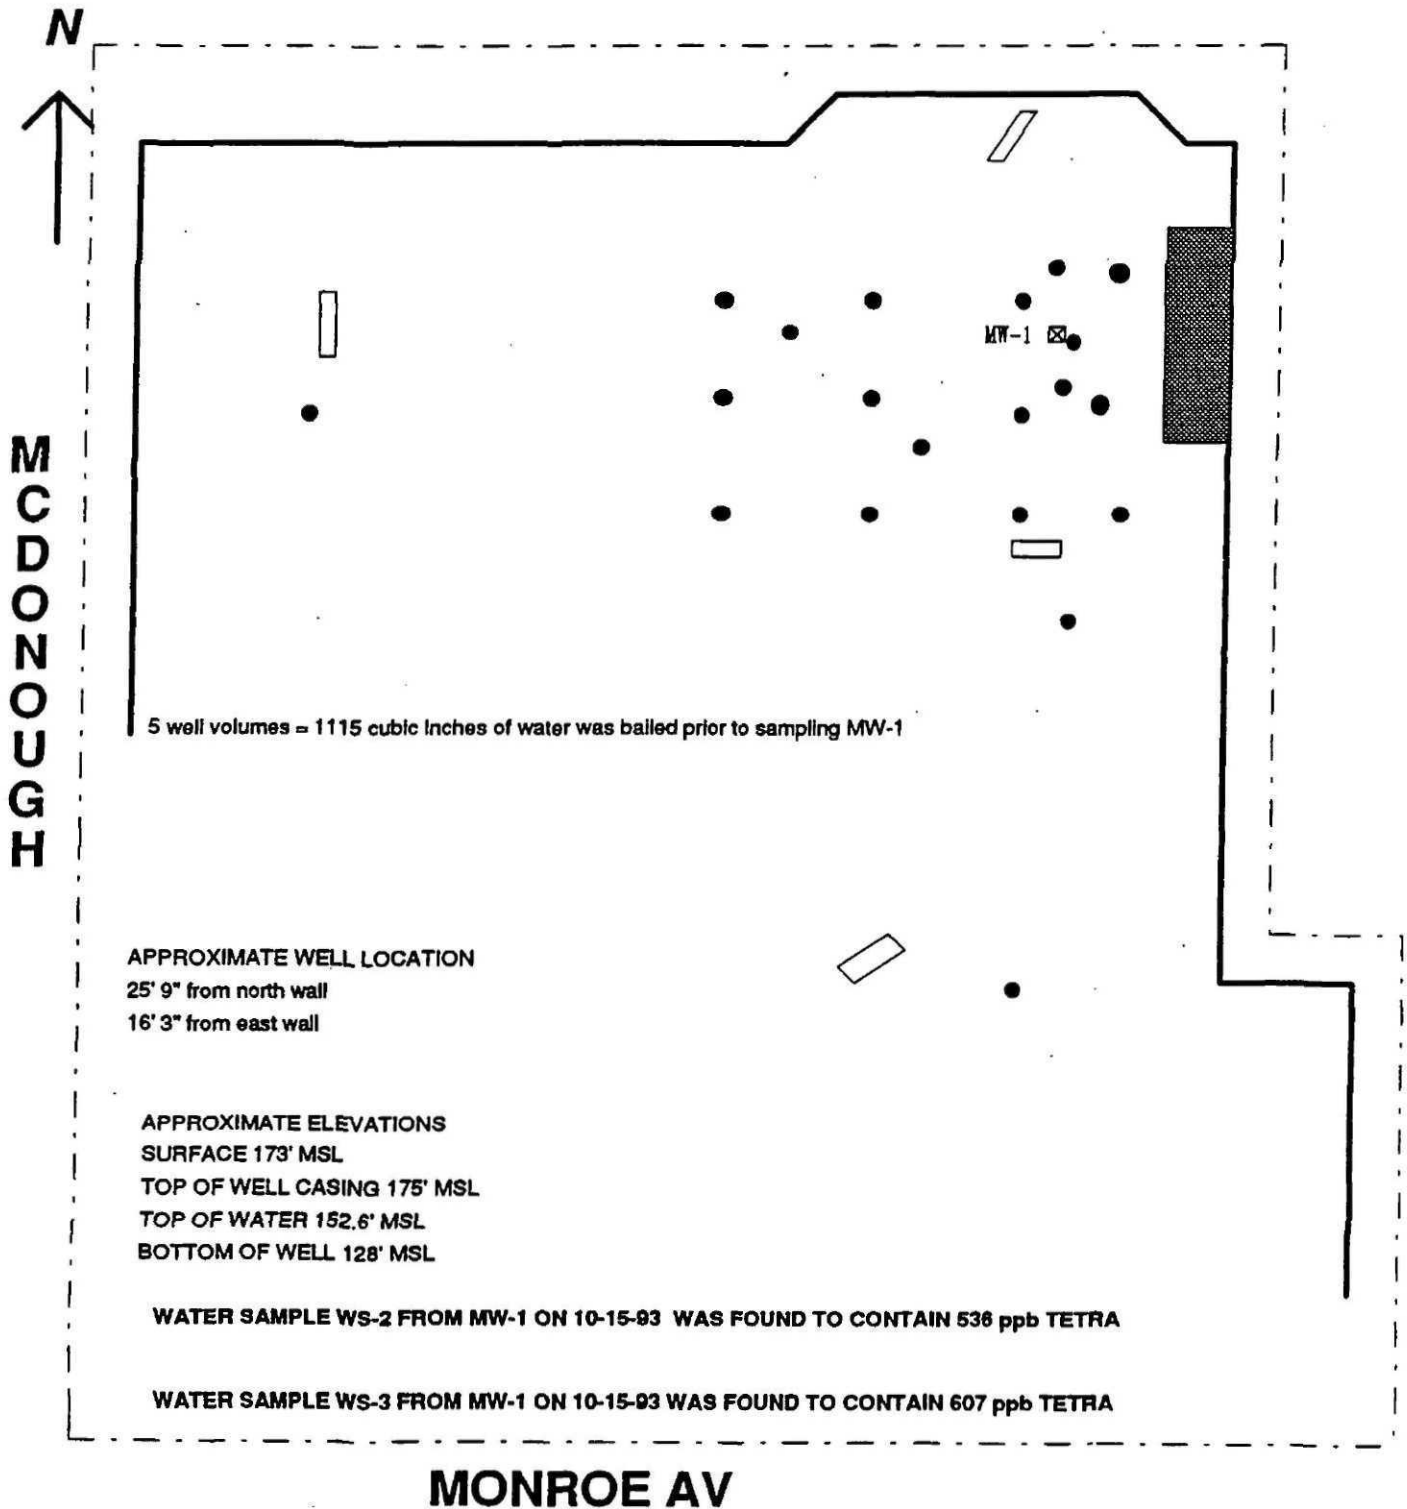 N
MW-1
MCDONOUGH
5 well volumes = 1115 cubic inches of water was bailed prior to sampling MW-1
APPROXIMATE WELL LOCATION
25' 9" from north wall
16' 3" from east wall
APPROXIMATE ELEVATIONS
SURFACE 173' MSL
TOP OF WELL CASING 175' MSL
TOP OF WATER 152.6' MSL
BOTTOM OF WELL 128' MSL
WATER SAMPLE WS-2 FROM MW-1 ON 10-15-93 WAS FOUND TO CONTAIN 536 ppb TETRA
WATER SAMPLE WS-3 FROM MW-1 ON 10-15-93 WAS FOUND TO CONTAIN 607 ppb TETRA
MONROE AV